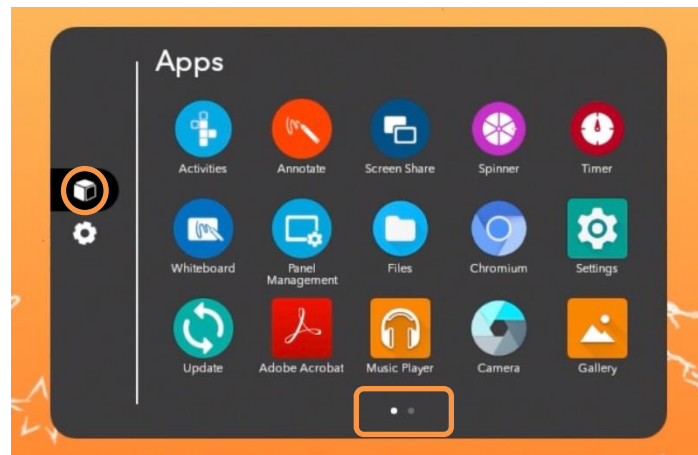 Apps
Activities
Annotate
Screen Share
Spinner
Timer
Whiteboard
Panel
Management
Files
Chromium
Settings
Update
Adobe Acrobat
Music Player
Camera
Gallery